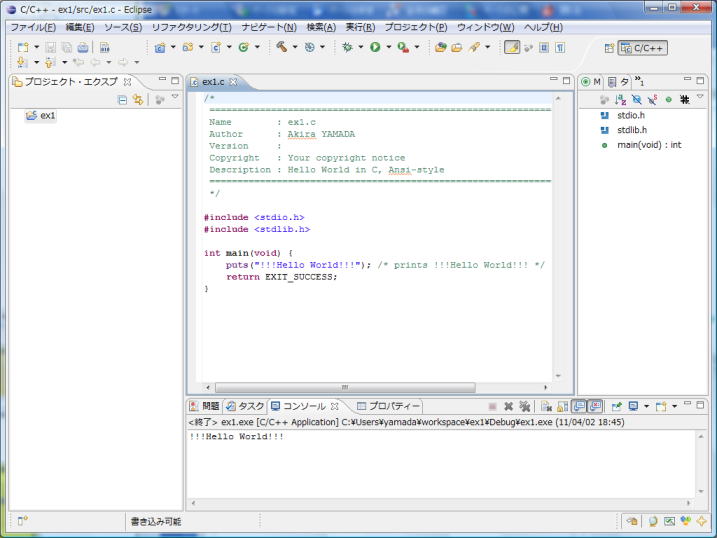 C/C++ - ex1/src/ex1.c - Eclipse
ファイル(F) 編集(E) ソース(S) リファクタリング(T) ナビゲート(N) 検索(A) 実行(R) プロジェクト(P) ウィンドウ(W) ヘルプ(H)
C/C++
プロジェクト・エクスプ
ex1
ex1.c
/*
============================================================================
Name : ex1.c
Author : Akira YAMADA
Version :
Copyright : Your copyright notice
Description : Hello World in C, Ansi-style
============================================================================
*/
#include <stdio.h>
#include <stdlib.h>
int main(void) {
puts("!!!Hello World!!!"); /* prints !!!Hello World!!! */
return EXIT_SUCCESS;
}
M タ »1
stdio.h
stdlib.h
main(void) : int
問題 タスク コンソール プロパティー
<終了> ex1.exe [C/C++ Application] C:¥Users¥yamada¥workspace¥ex1¥Debug¥ex1.exe (11/04/02 18:45)
!!!Hello World!!!
書き込み可能